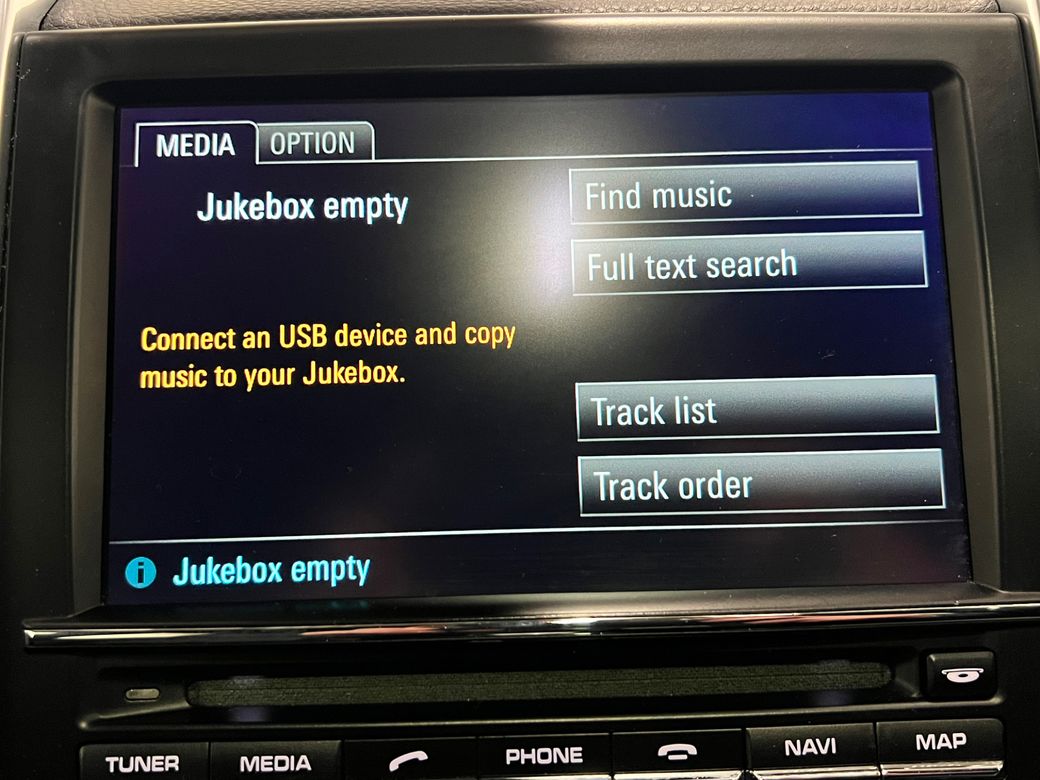 MEDIA OPTION
Jukebox empty
Find music
Full text search
Connect an USB device and copy
music to your Jukebox.
Track list
Track order
i Jukebox empty
TUNER MEDIA PHONE NAVI MAP